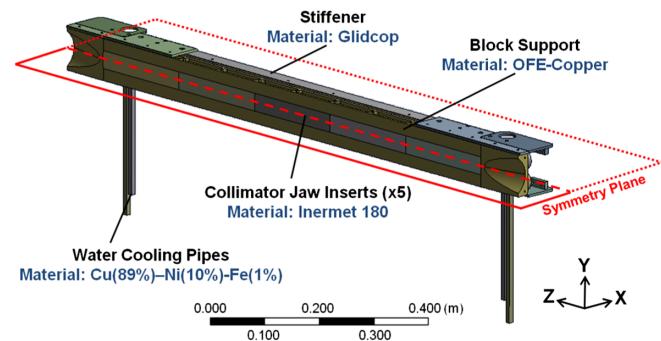 Stiffener
Material: Glidcop
Block Support
Material: OFE-Copper
Collimator Jaw Inserts (x5)
Material: Inermet 180
Symmetry Plane
Water Cooling Pipes
Material: Cu(89%)–Ni(10%)-Fe(1%)
Y
Z X
0.000 0.200 0.400 (m)
0.100 0.300